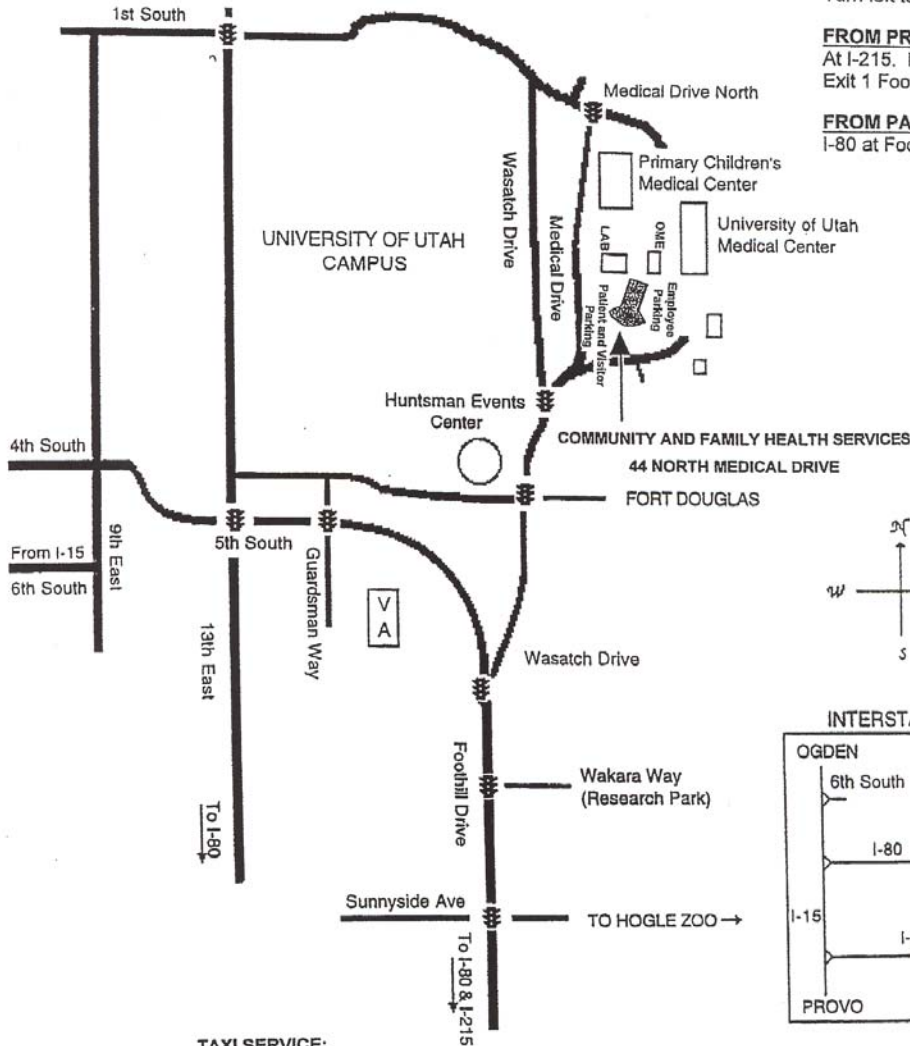 1st South
FROM PR
At I-215.
Exit 1 Foo
FROM PA
I-80 at Foo
Medical Drive North
Primary Children's
Medical Center
Wasatch Drive
Medical Drive
University of Utah
Medical Center
LAB
OME
UNIVERSITY OF UTAH
CAMPUS
Patient and Visitor
Parking
Employee
Parking
Huntsman Events
Center
COMMUNITY AND FAMILY HEALTH SERVICES
44 NORTH MEDICAL DRIVE
4th South
FORT DOUGLAS
5th South
9th East
From I-15
6th South
Guardsman Way
V
A
N
W
S
13th East
Wasatch Drive
INTERST
OGDEN
6th South
Foothill Drive
Wakara Way
(Research Park)
I-80
To I-80
Sunnyside Ave
TO HOGLE ZOO →
I-15
I-
To I-80 & I-215
PROVO
TAXI SERVICE: